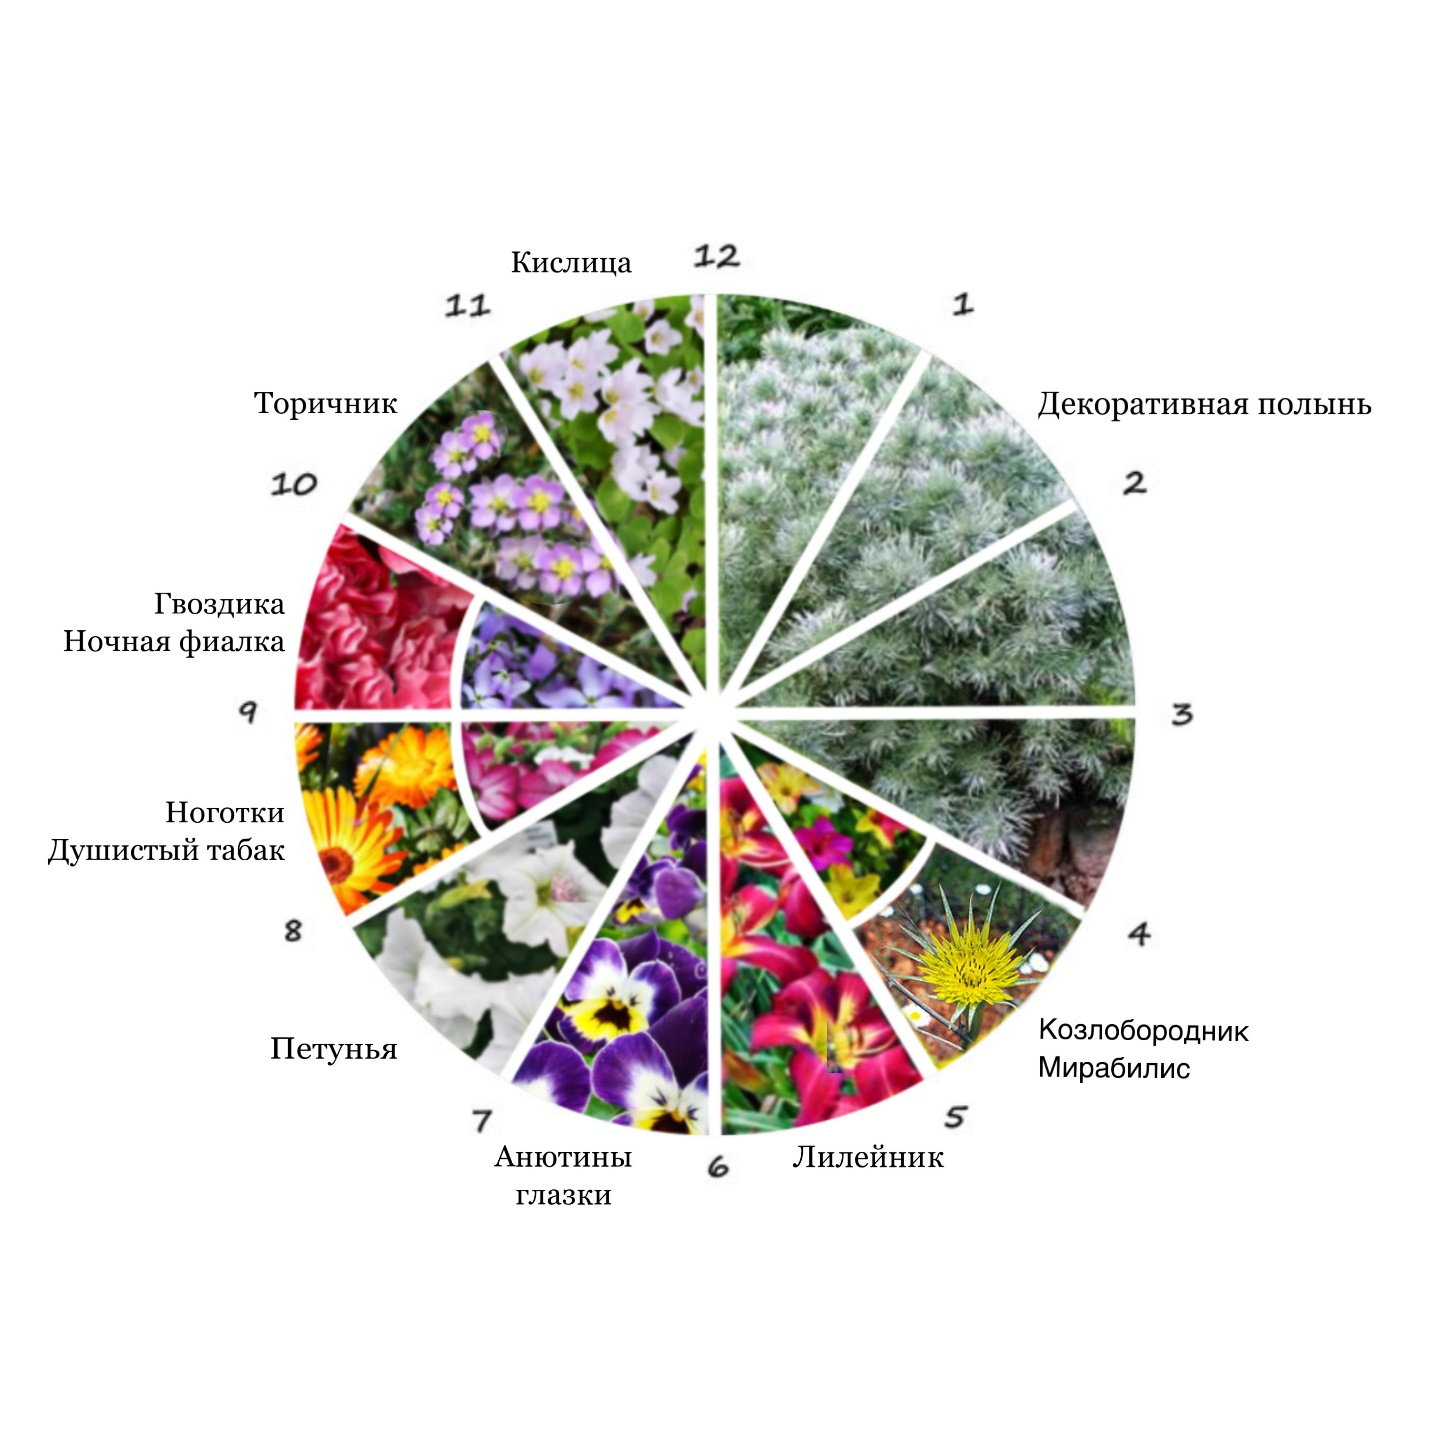 Кислица
12
11
1
Торичник
Декоративная полынь
10
2
Гвоздика
Ночная фиалка
9
3
Ноготки
Душистый табак
8
4
Петунья
Козлобородник
Мирабилис
7
5
Анютины
глазки
6
Лилейник